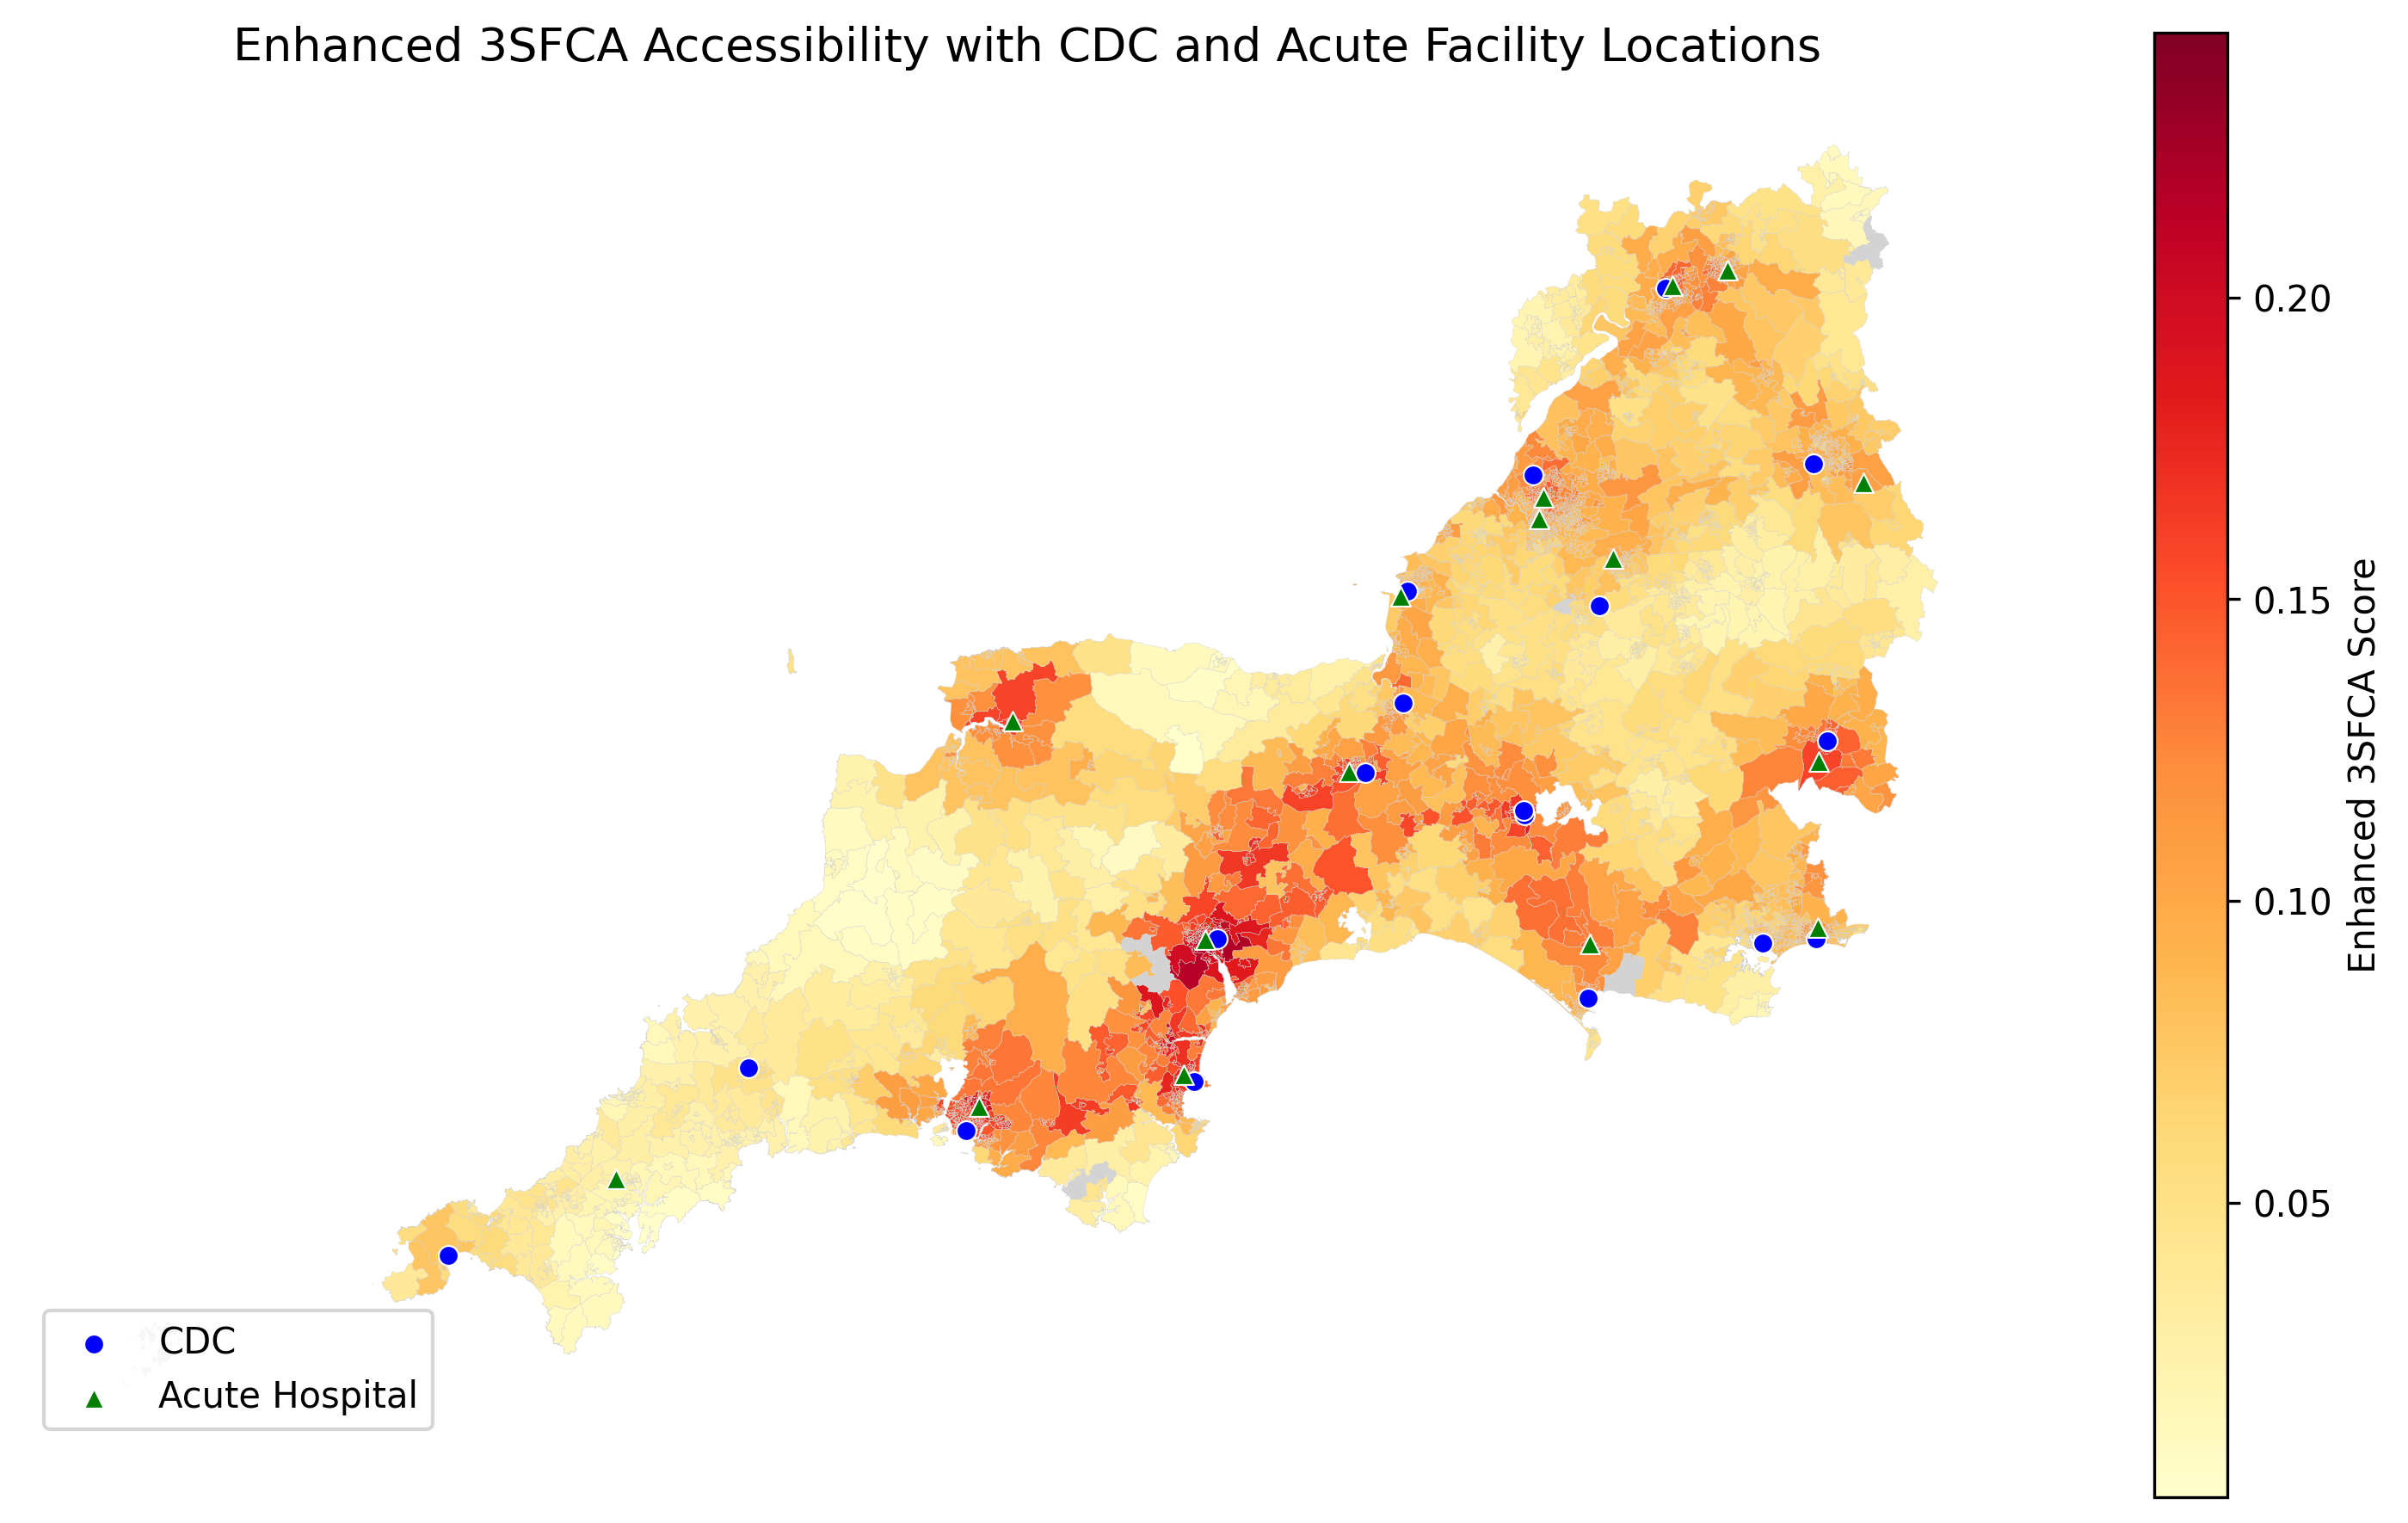 Enhanced 3SFCA Accessibility with CDC and Acute Facility Locations
0.20
0.15
0.10
0.05
Enhanced 3SFCA Score
CDC
Acute Hospital